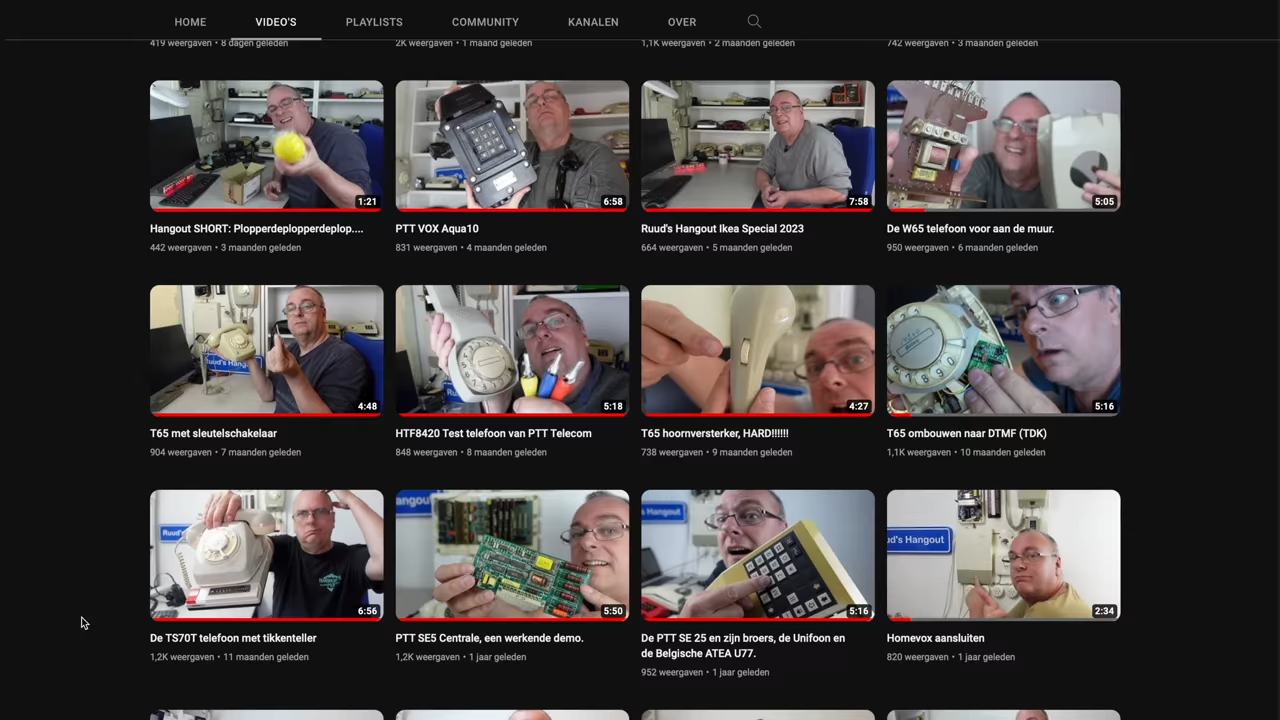 HOME VIDEO'S PLAYLISTS COMMUNITY KANALEN OVER
419 weergaven • 8 dagen geleden
2K weergaven • 1 maand geleden
1,1K weergaven • 2 maanden geleden
742 weergaven • 3 maanden geleden
1:21
6:58
7:58
5:05
Hangout SHORT: Plopperdeplopperdeplop....
442 weergaven • 3 maanden geleden
PTT VOX Aqua10
831 weergaven • 4 maanden geleden
Ruud's Hangout Ikea Special 2023
664 weergaven • 5 maanden geleden
De W65 telefoon voor aan de muur.
950 weergaven • 6 maanden geleden
Ruud's Hangout
4:48
5:18
4:27
5:16
T65 met sleutelschakelaar
904 weergaven • 7 maanden geleden
HTF8420 Test telefoon van PTT Telecom
848 weergaven • 8 maanden geleden
T65 hoornversterker, HARD!!!!!!
738 weergaven • 9 maanden geleden
T65 ombouwen naar DTMF (TDK)
1,1K weergaven • 10 maanden geleden
Ruud's
6:56
angout
5:50
s Hangout
5:16
ud's Hangout
2:34
De TS70T telefoon met tikkenteller
1,2K weergaven • 11 maanden geleden
PTT SE5 Centrale, een werkende demo.
1,2K weergaven • 1 jaar geleden
De PTT SE 25 en zijn broers, de Unifoon en
de Belgische ATEA U77.
952 weergaven • 1 jaar geleden
Homevox aansluiten
820 weergaven • 1 jaar geleden